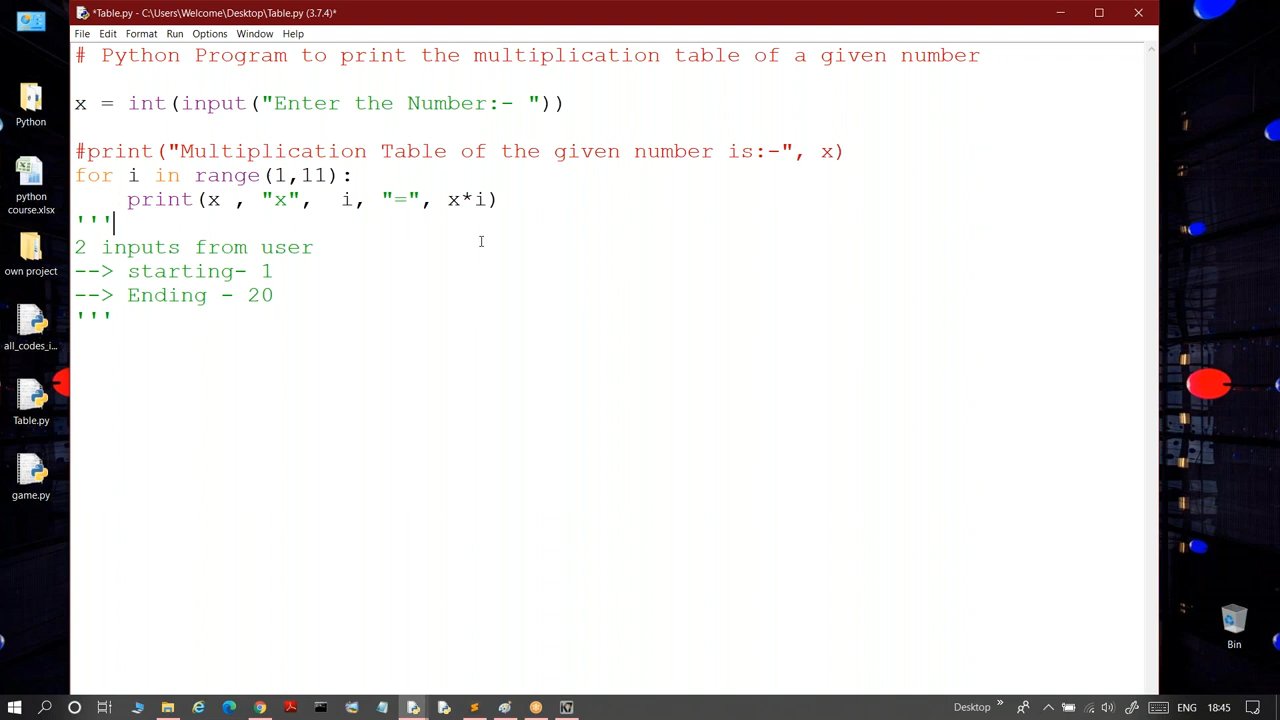 *Table.py - C:\Users\Welcome\Desktop\Table.py (3.7.4)*
File Edit Format Run Options Window Help
# Python Program to print the multiplication table of a given number
x = int(input("Enter the Number:- "))
#print("Multiplication Table of the given number is:-", x)
for i in range(1,11):
    print(x , "x",  i, "=", x*i)
'''
2 inputs from user
--> starting- 1
--> Ending - 20
'''
Python
python
course.xlsx
own project
all_codes_i...
Table.py
game.py
Bin
Desktop
ENG
18:45